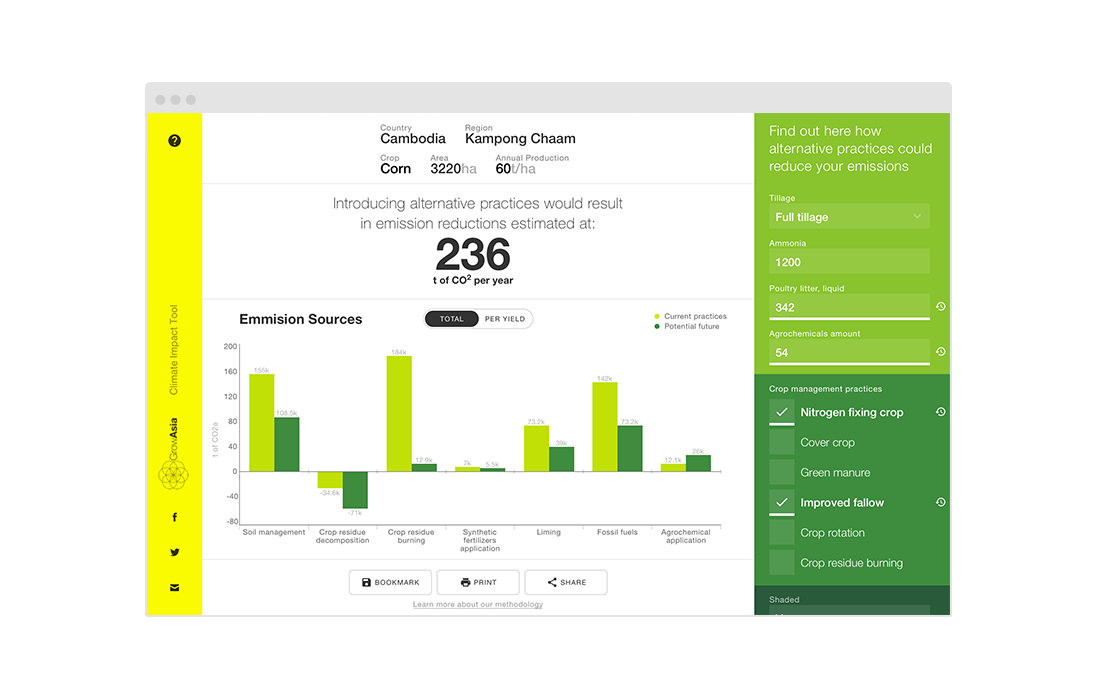 ?
Climate Impact Tool
GrowAsia
Country
Cambodia
Region
Kampong Chaam
Crop
Corn
Area
3220ha
Annual Production
60t/ha
Introducing alternative practices would result
in emission reductions estimated at:
236
t of CO² per year
Emmision Sources
TOTAL
PER YIELD
Current practices
Potential future
t of CO2e
200
160
120
80
40
0
-40
-80
155k
108.5k
-34.6k
-71k
184k
12.9k
7k
5.5k
73.2k
39k
142k
73.2k
12.1k
26k
Soil management
Crop residue
decomposition
Crop residue
burning
Synthetic
fertilizers
application
Liming
Fossil fuels
Agrochemical
application
BOOKMARK
PRINT
SHARE
Learn more about our methodology
Find out here how
alternative practices could
reduce your emissions
Tillage
Full tillage
Ammonia
1200
Poultry litter, liquid
342
Agrochemicals amount
54
Crop management practices
Nitrogen fixing crop
Cover crop
Green manure
Improved fallow
Crop rotation
Crop residue burning
Shaded